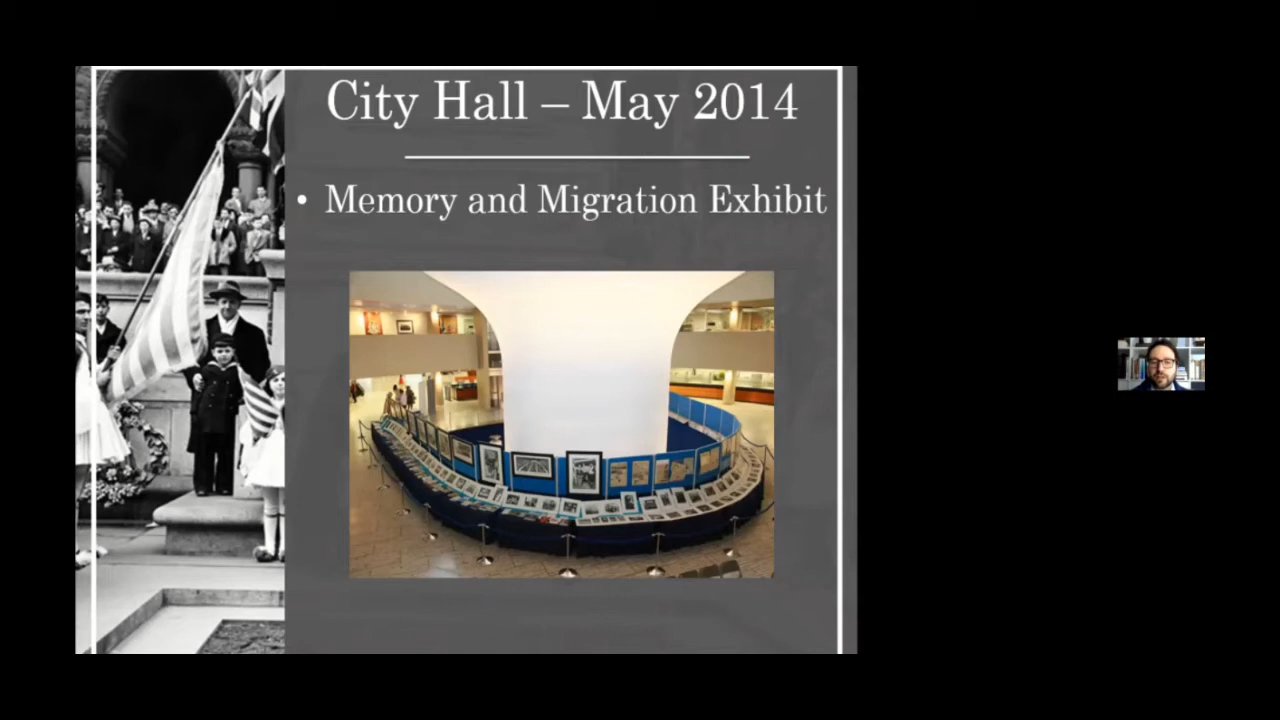 City Hall – May 2014
• Memory and Migration Exhibit